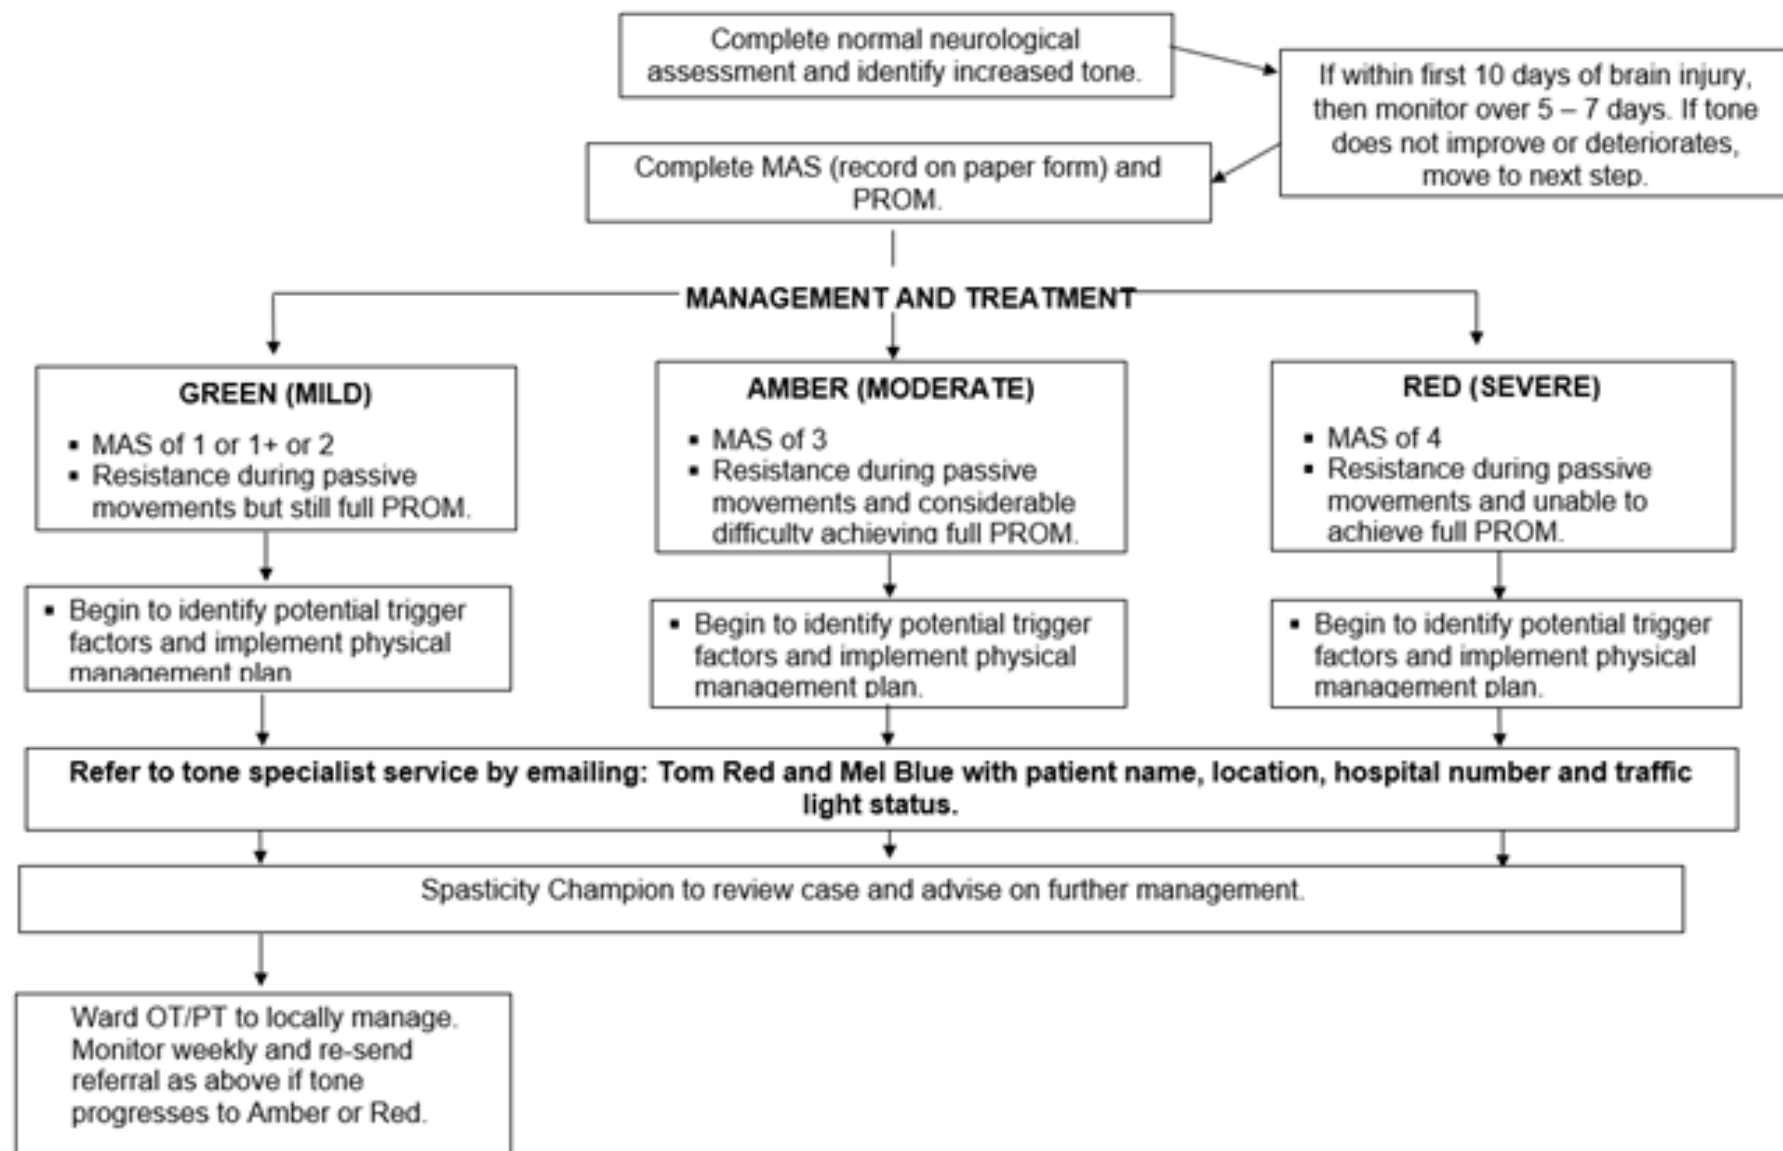 Complete normal neurological
assessment and identify increased tone.
If within first 10 days of brain injury,
then monitor over 5 – 7 days. If tone
does not improve or deteriorates,
move to next step.
Complete MAS (record on paper form) and
PROM.
MANAGEMENT AND TREATMENT
GREEN (MILD)
▪ MAS of 1 or 1+ or 2
▪ Resistance during passive
movements but still full PROM.
AMBER (MODERATE)
▪ MAS of 3
▪ Resistance during passive
movements and considerable
difficulty achieving full PROM.
RED (SEVERE)
▪ MAS of 4
▪ Resistance during passive
movements and unable to
achieve full PROM.
▪ Begin to identify potential trigger
factors and implement physical
management plan
▪ Begin to identify potential trigger
factors and implement physical
management plan.
▪ Begin to identify potential trigger
factors and implement physical
management plan.
Refer to tone specialist service by emailing: Tom Red and Mel Blue with patient name, location, hospital number and traffic
light status.
Spasticity Champion to review case and advise on further management.
Ward OT/PT to locally manage.
Monitor weekly and re-send
referral as above if tone
progresses to Amber or Red.